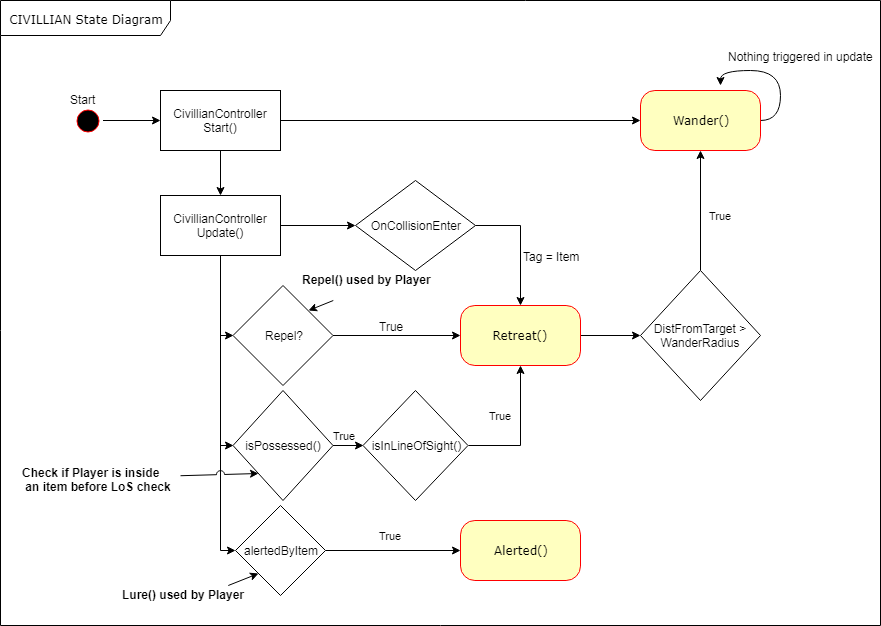 CIVILLIAN State Diagram
Nothing triggered in update
Start
CivillianController
Start()
Wander()
CivillianController
Update()
OnCollisionEnter
True
Tag = Item
Repel() used by Player
Repel?
True
Retreat()
DistFromTarget >
WanderRadius
True
isPossessed()
True
isInLineOfSight()
Check if Player is inside
an item before LoS check
True
alertedByItem
Alerted()
Lure() used by Player